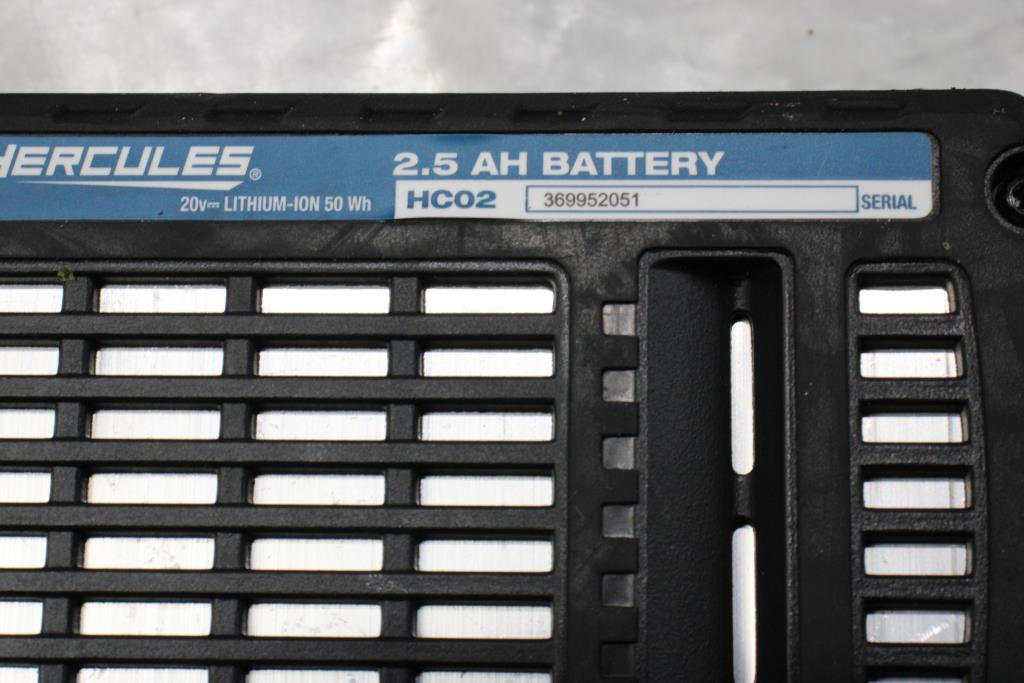 HERCULES®
20v⎓ LITHIUM-ION 50 Wh
2.5 AH BATTERY
HC02 369952051 SERIAL